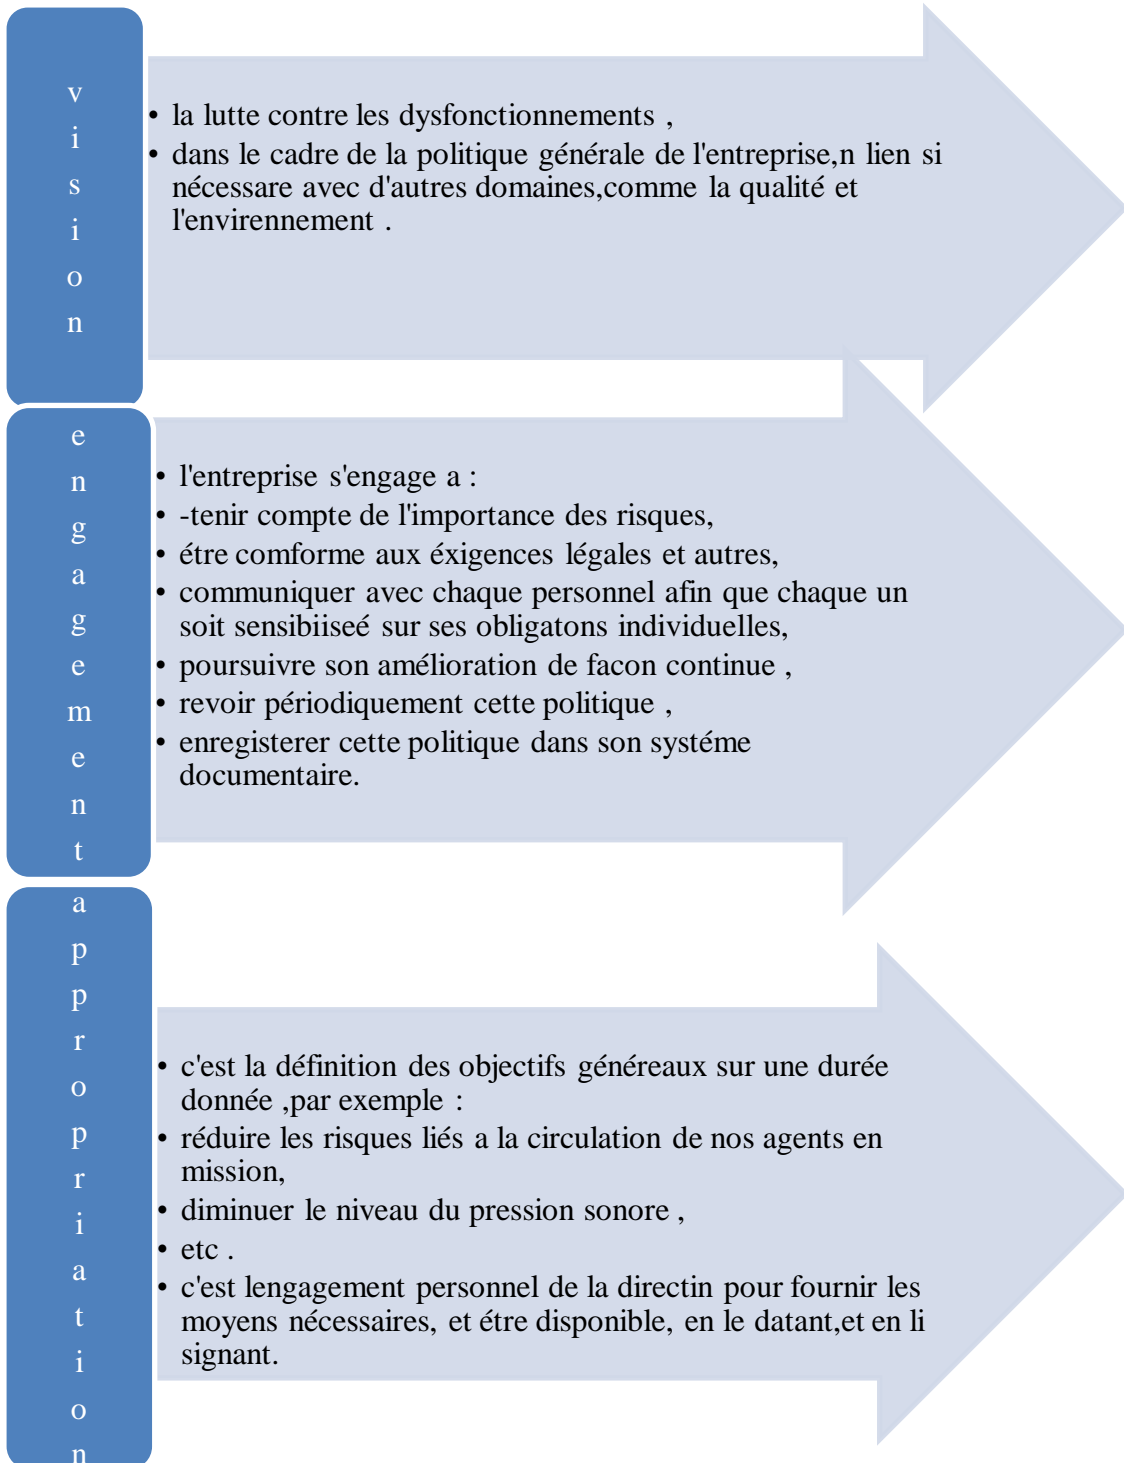 vision
• la lutte contre les dysfonctionnements ,
• dans le cadre de la politique générale de l'entreprise,n lien si
nécessare avec d'autres domaines,comme la qualité et
l'envirennement .
engagement
• l'entreprise s'engage a :
• -tenir compte de l'importance des risques,
• étre comforme aux éxigences légales et autres,
• communiquer avec chaque personnel afin que chaque un
soit sensibiiseé sur ses obligatons individuelles,
• poursuivre son amélioration de facon continue ,
• revoir périodiquement cette politique ,
• enregisterer cette politique dans son systéme
documentaire.
appropriation
• c'est la définition des objectifs généreaux sur une durée
donnée ,par exemple :
• réduire les risques liés a la circulation de nos agents en
mission,
• diminuer le niveau du pression sonore ,
• etc .
• c'est lengagement personnel de la directin pour fournir les
moyens nécessaires, et étre disponible, en le datant,et en li
signant.